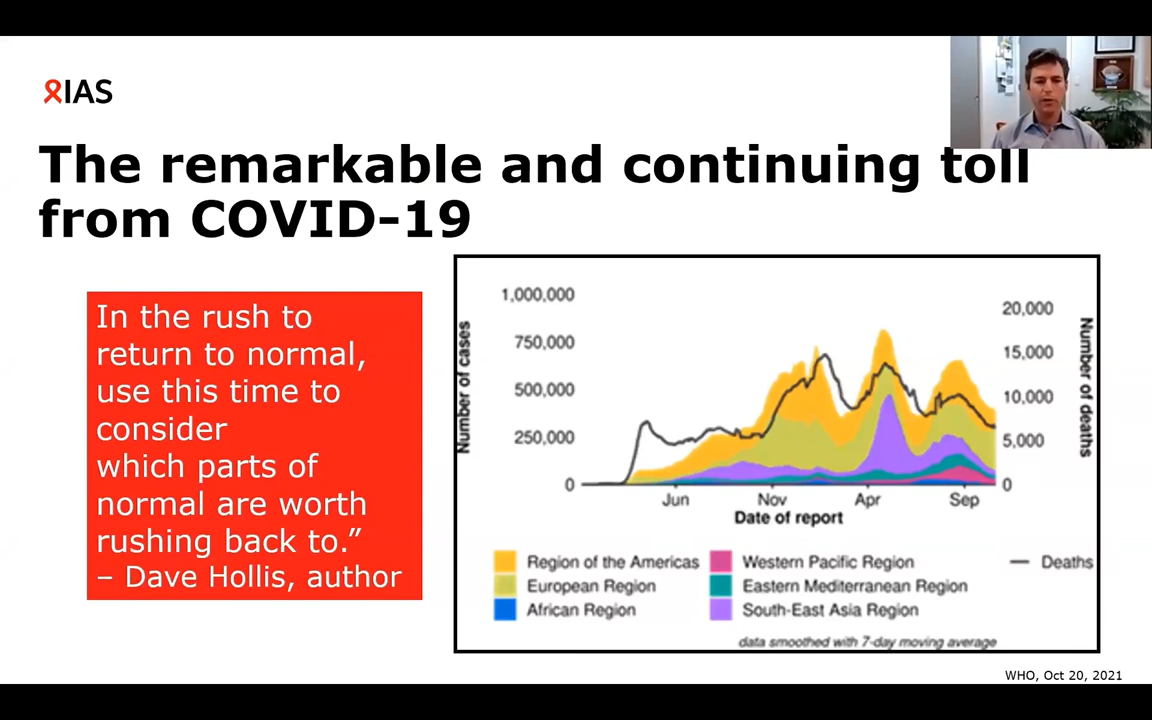 IAS
The remarkable and continuing toll
from COVID-19
In the rush to
return to normal,
use this time to
consider
which parts of
normal are worth
rushing back to.”
– Dave Hollis, author
1,000,000
750,000
500,000
250,000
0
Number of cases
20,000
15,000
10,000
5,000
0
Number of deaths
Jun
Nov
Apr
Sep
Date of report
Region of the Americas
European Region
African Region
Western Pacific Region
Eastern Mediterranean Region
South-East Asia Region
Deaths
data smoothed with 7-day moving average
WHO, Oct 20, 2021